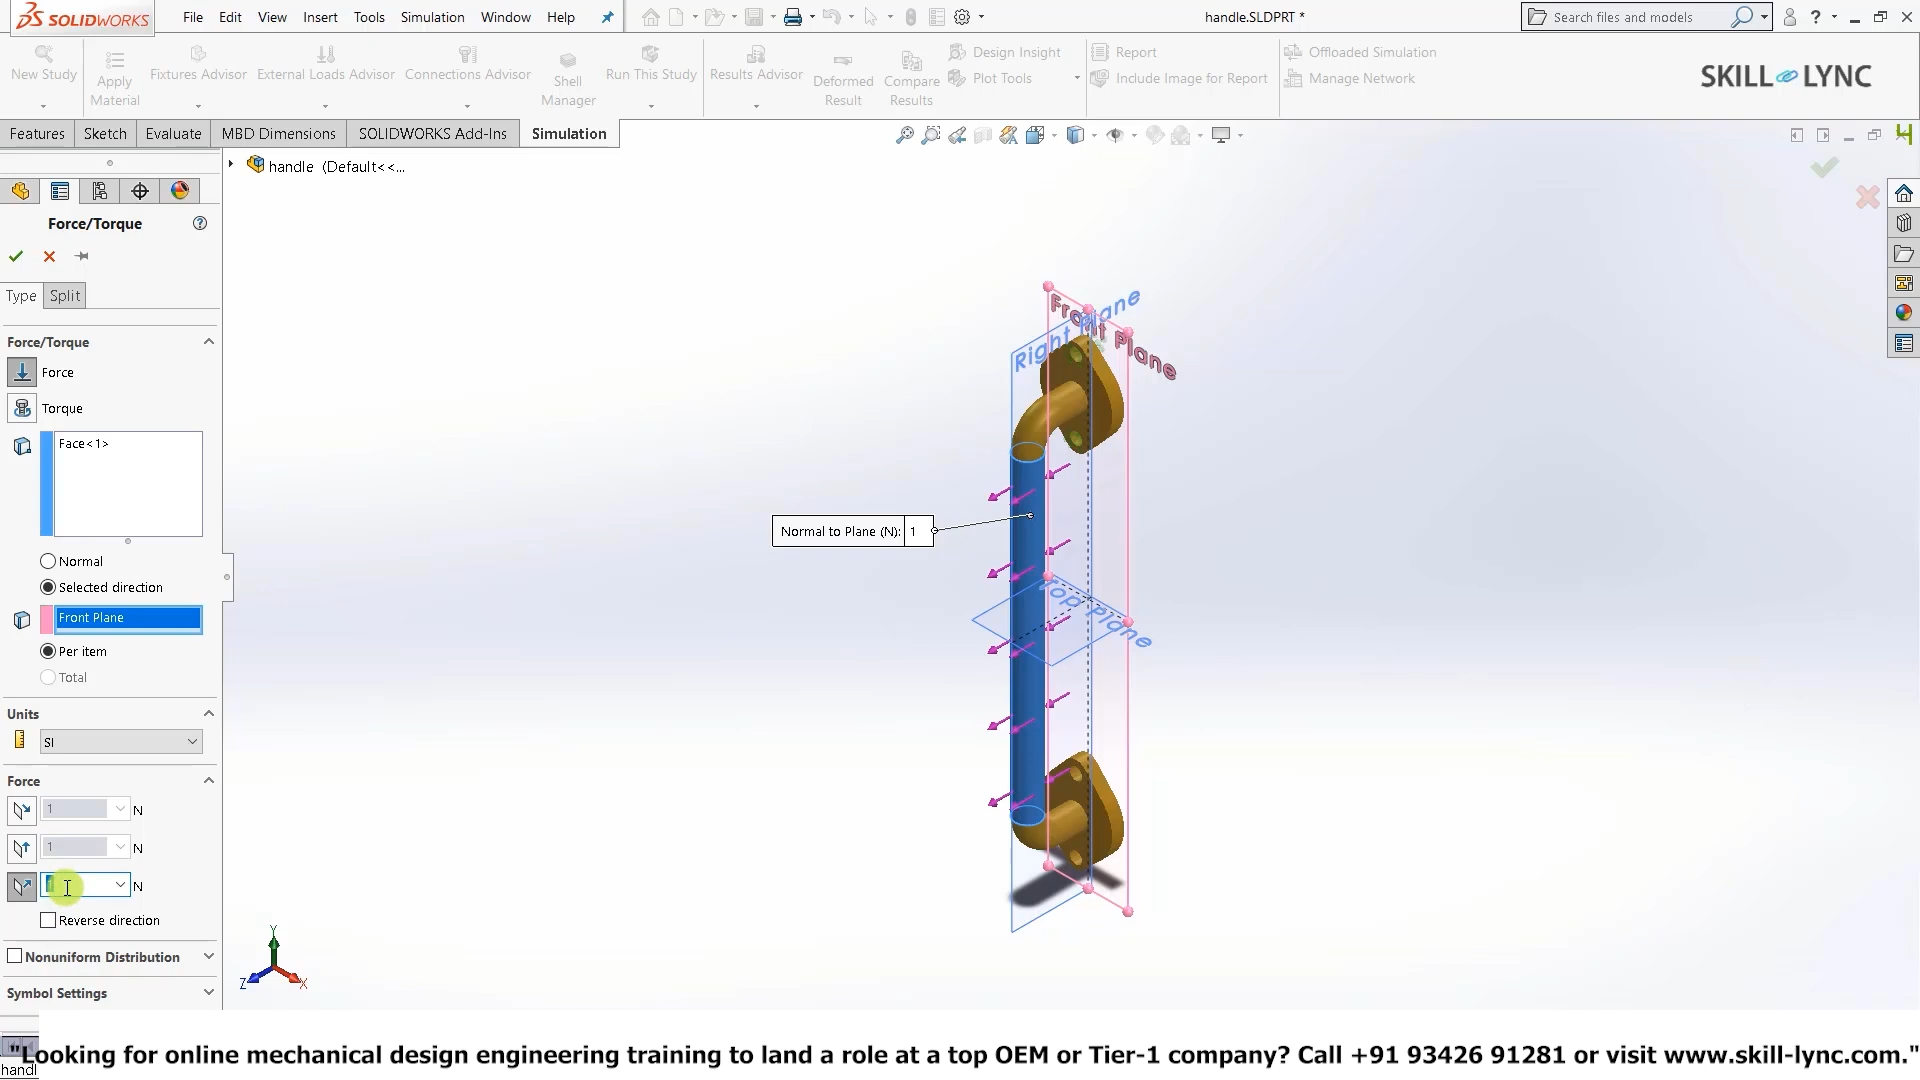 SOLIDWORKS
File Edit View Insert Tools Simulation Window Help
handle.SLDPRT *
Search files and models
New Study
Apply Material
Fixtures Advisor
External Loads Advisor
Connections Advisor
Shell Manager
Run This Study
Results Advisor
Deformed Result
Compare Results
Design Insight
Plot Tools
Report
Include Image for Report
Offloaded Simulation
Manage Network
SKILL LYNC
Features Sketch Evaluate MBD Dimensions SOLIDWORKS Add-Ins Simulation
handle (Default<<...
Force/Torque
Type Split
Force/Torque
Force
Torque
Face<1>
Normal
Selected direction
Front Plane
Per item
Total
Units
SI
Force
1 N
1 N
N
Reverse direction
Nonuniform Distribution
Symbol Settings
Front Plane
Right Plane
Top Plane
Normal to Plane (N): 1
Y
Z
X
"Looking for online mechanical design engineering training to land a role at a top OEM or Tier-1 company? Call +91 93426 91281 or visit www.skill-lync.com."
handl